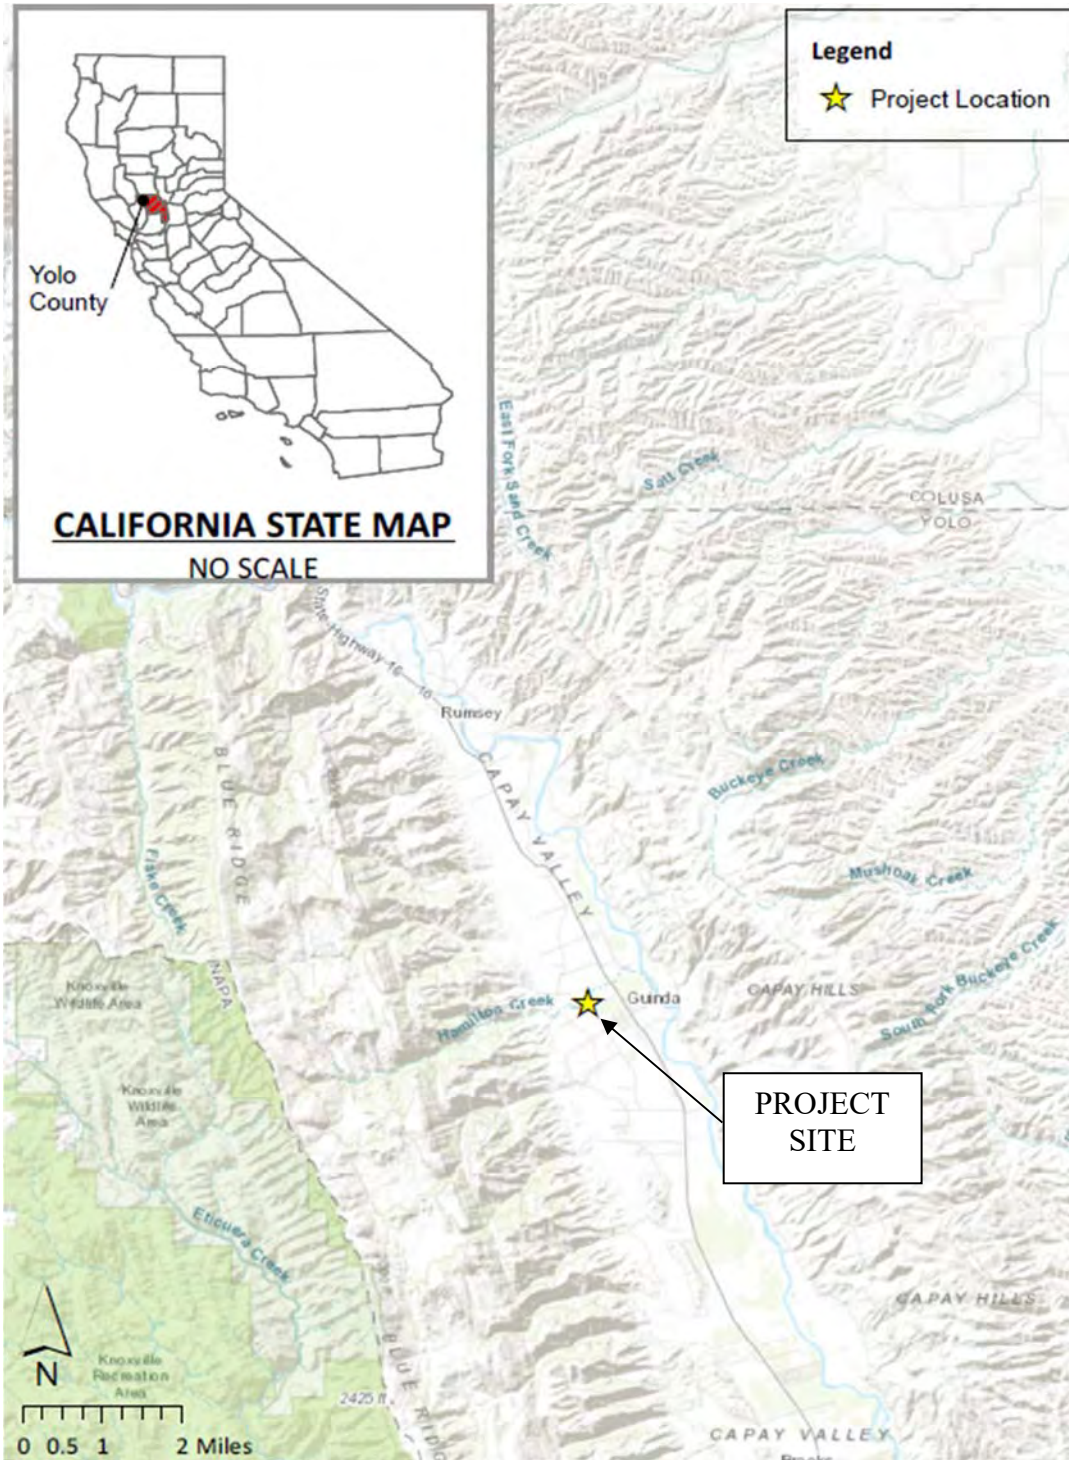 Legend
Project Location
Yolo
County
CALIFORNIA STATE MAP
NO SCALE
East Fork Sand Creek
Salt Creek
COLUSA
YOLO
State Highway 16
16
Rumsey
CAPAY VALLEY
BLUE RIDGE
Buckeye Creek
Fiske Creek
Mushoak Creek
South Fork Buckeye Creek
NAPA
Knoxville
Wildlife Area
Hamilton Creek
Guinda
CAPAY HILLS
PROJECT
SITE
Knoxville
Wildlife
Area
Eticuera Creek
CAPAY HILLS
N
Knoxville
Recreation
Area
2425 ft
BLUE RIDG
CAPAY VALLEY
0 0.5 1 2 Miles